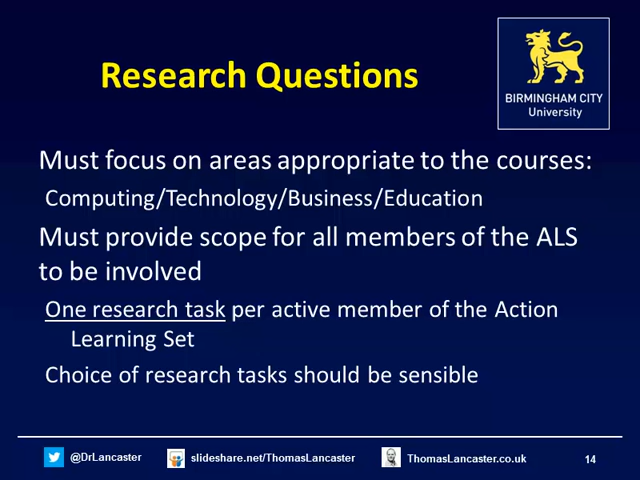 Research Questions
BIRMINGHAM CITY
University
Must focus on areas appropriate to the courses:
Computing/Technology/Business/Education
Must provide scope for all members of the ALS
to be involved
One research task per active member of the Action
Learning Set
Choice of research tasks should be sensible
@DrLancaster
slideshare.net/ThomasLancaster
ThomasLancaster.co.uk
14